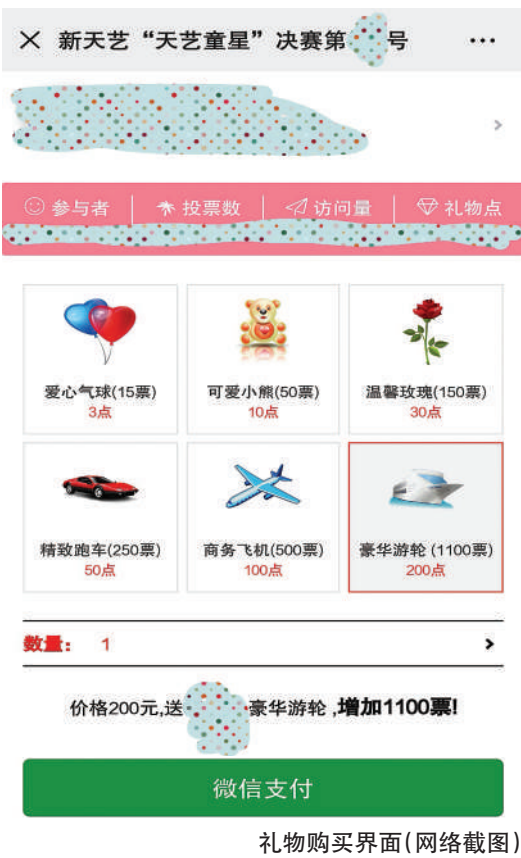 新天艺“天艺童星”决赛第 号
参与者 投票数 访问量 礼物点
爱心气球(15票) 可爱小熊(50票) 温馨玫瑰(150票)
3点 10点 30点
精致跑车(250票) 商务飞机(500票) 豪华游轮 (1100票)
50点 100点 200点
数量： 1
价格200元,送 豪华游轮 ,增加1100票!
微信支付
礼物购买界面(网络截图)